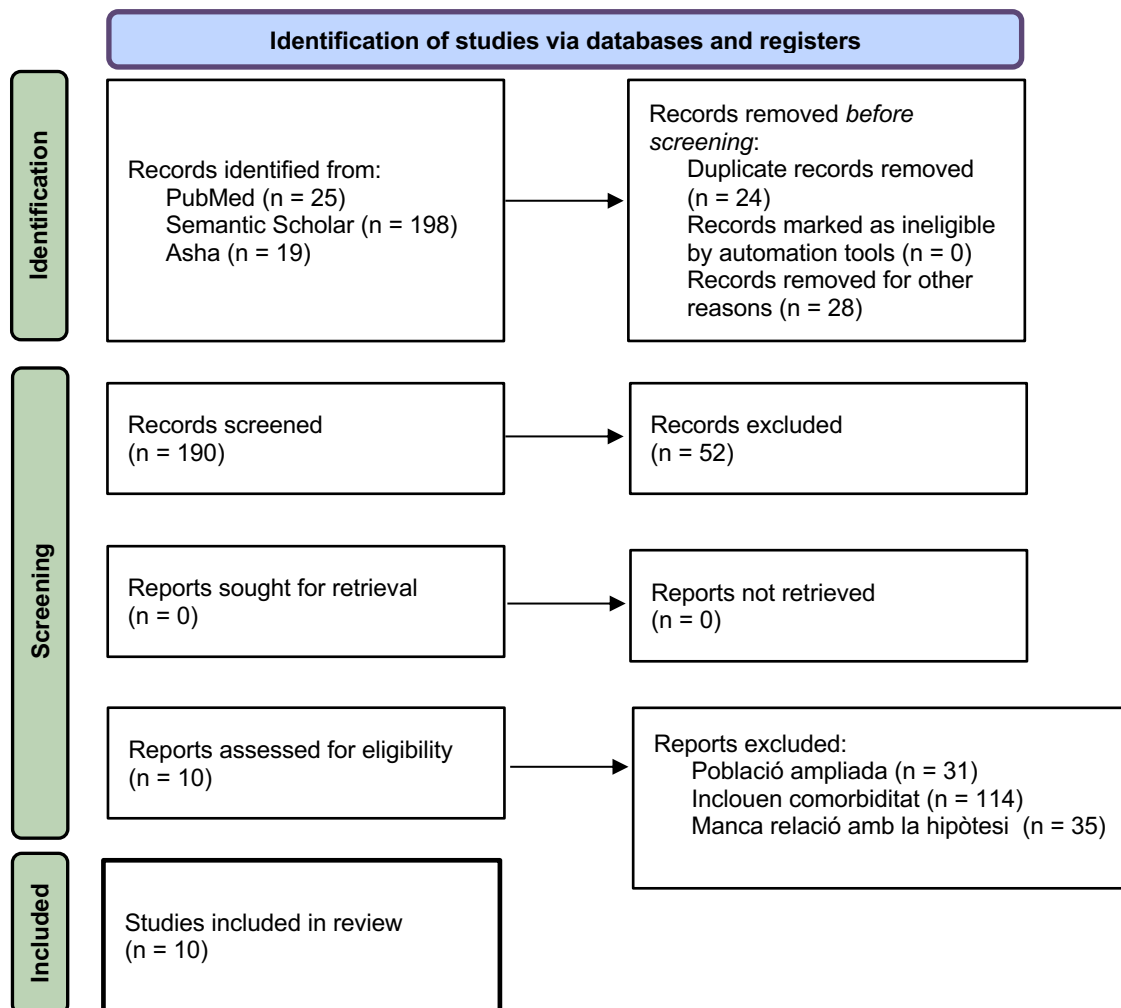 Identification of studies via databases and registers
Identification
Records identified from:
PubMed (n = 25)
Semantic Scholar (n = 198)
Asha (n = 19)
Records removed before
screening:
Duplicate records removed
(n = 24)
Records marked as ineligible
by automation tools (n = 0)
Records removed for other
reasons (n = 28)
Screening
Records screened
(n = 190)
Records excluded
(n = 52)
Reports sought for retrieval
(n = 0)
Reports not retrieved
(n = 0)
Reports assessed for eligibility
(n = 10)
Reports excluded:
Població ampliada (n = 31)
Inclouen comorbiditat (n = 114)
Manca relació amb la hipòtesi (n = 35)
Included
Studies included in review
(n = 10)